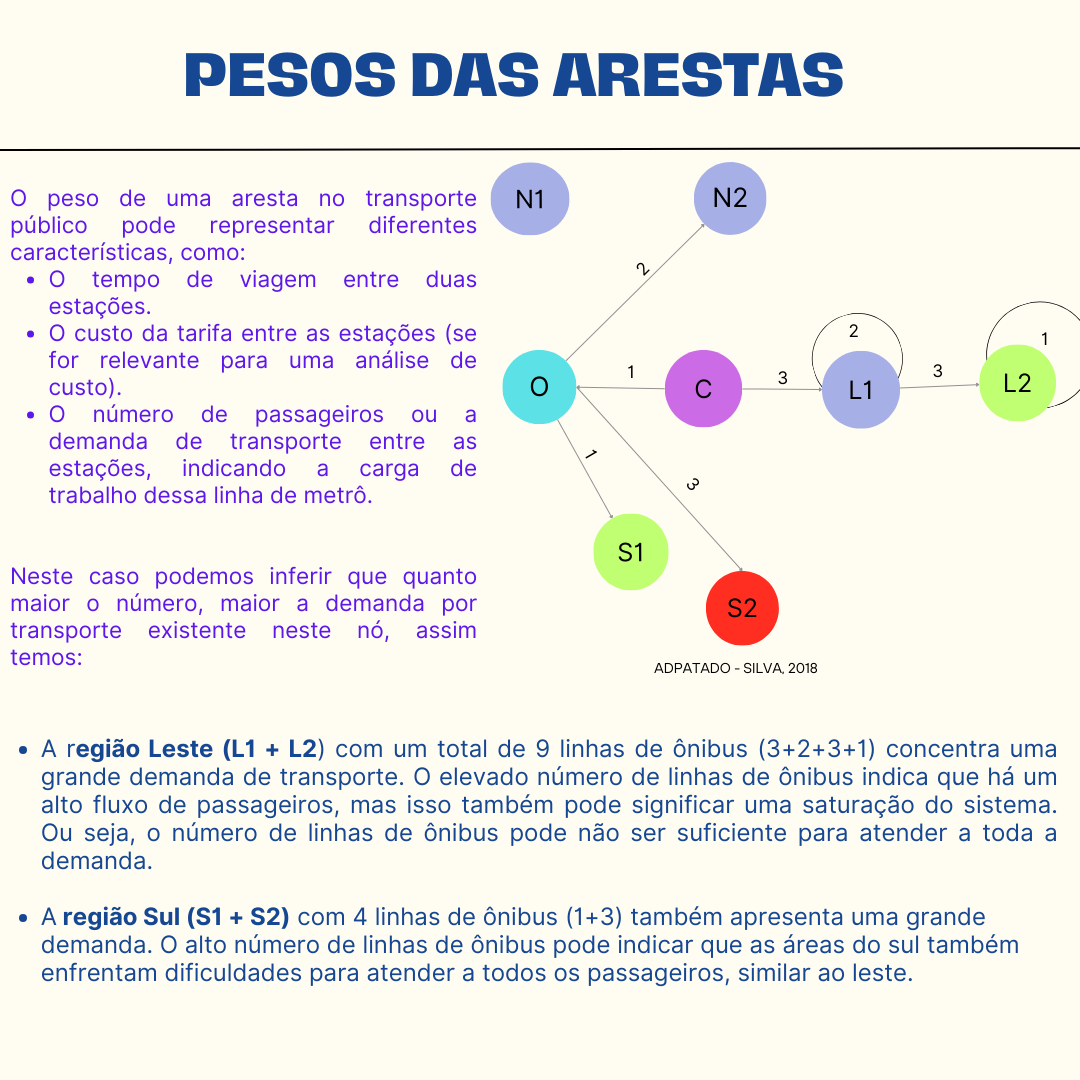 PESOS DAS ARESTAS
O peso de uma aresta no transporte
público pode representar diferentes
características, como:
• O tempo de viagem entre duas
estações.
• O custo da tarifa entre as estações (se
for relevante para uma análise de
custo).
• O número de passageiros ou a
demanda de transporte entre as
estações, indicando a carga de
trabalho dessa linha de metrô.
Neste caso podemos inferir que quanto
maior o número, maior a demanda por
transporte existente neste nó, assim
temos:
N1
N2
2
2
1
O
1
C
3
L1
3
L2
1
3
S1
S2
ADPATADO - SILVA, 2018
• A região Leste (L1 + L2) com um total de 9 linhas de ônibus (3+2+3+1) concentra uma
grande demanda de transporte. O elevado número de linhas de ônibus indica que há um
alto fluxo de passageiros, mas isso também pode significar uma saturação do sistema.
Ou seja, o número de linhas de ônibus pode não ser suficiente para atender a toda a
demanda.
• A região Sul (S1 + S2) com 4 linhas de ônibus (1+3) também apresenta uma grande
demanda. O alto número de linhas de ônibus pode indicar que as áreas do sul também
enfrentam dificuldades para atender a todos os passageiros, similar ao leste.